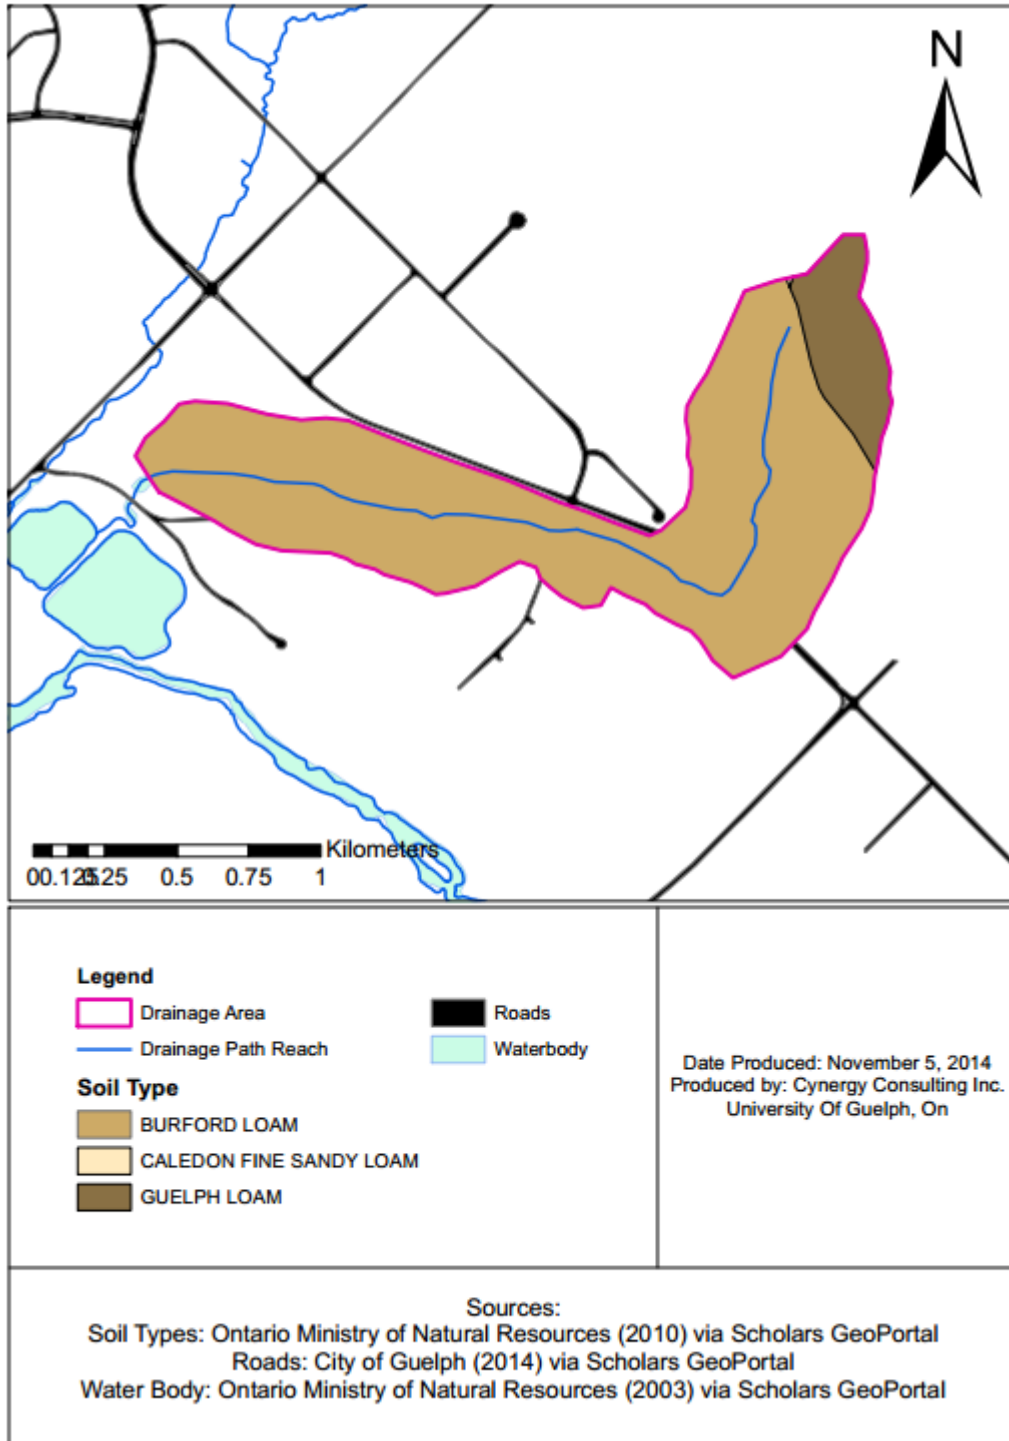 N
Kilometers
00.1250.25 0.5 0.75 1
Legend
Drainage Area
Drainage Path Reach
Roads
Waterbody
Soil Type
BURFORD LOAM
CALEDON FINE SANDY LOAM
GUELPH LOAM
Date Produced: November 5, 2014
Produced by: Cynergy Consulting Inc.
University Of Guelph, On
Sources:
Soil Types: Ontario Ministry of Natural Resources (2010) via Scholars GeoPortal
Roads: City of Guelph (2014) via Scholars GeoPortal
Water Body: Ontario Ministry of Natural Resources (2003) via Scholars GeoPortal